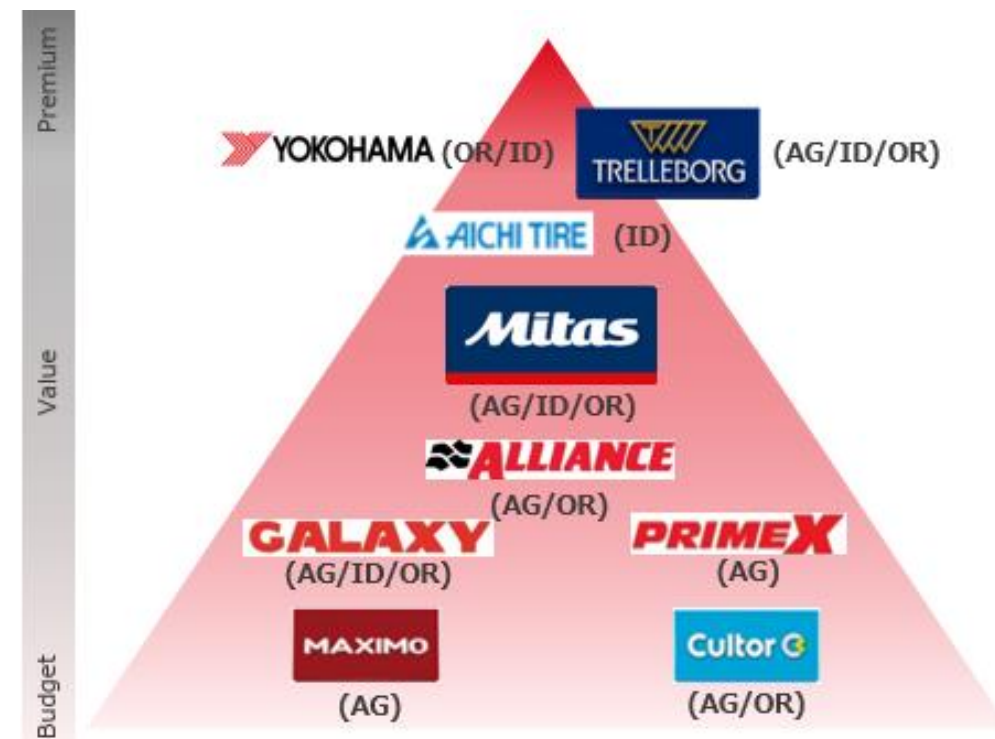 Premium
YOKOHAMA (OR/ID)
TRELLEBORG (AG/ID/OR)
AICHI TIRE (ID)
Mitas
(AG/ID/OR)
Value
ALLIANCE
(AG/OR)
GALAXY
(AG/ID/OR)
PRIMEX
(AG)
MAXIMO
(AG)
Cultor
(AG/OR)
Budget